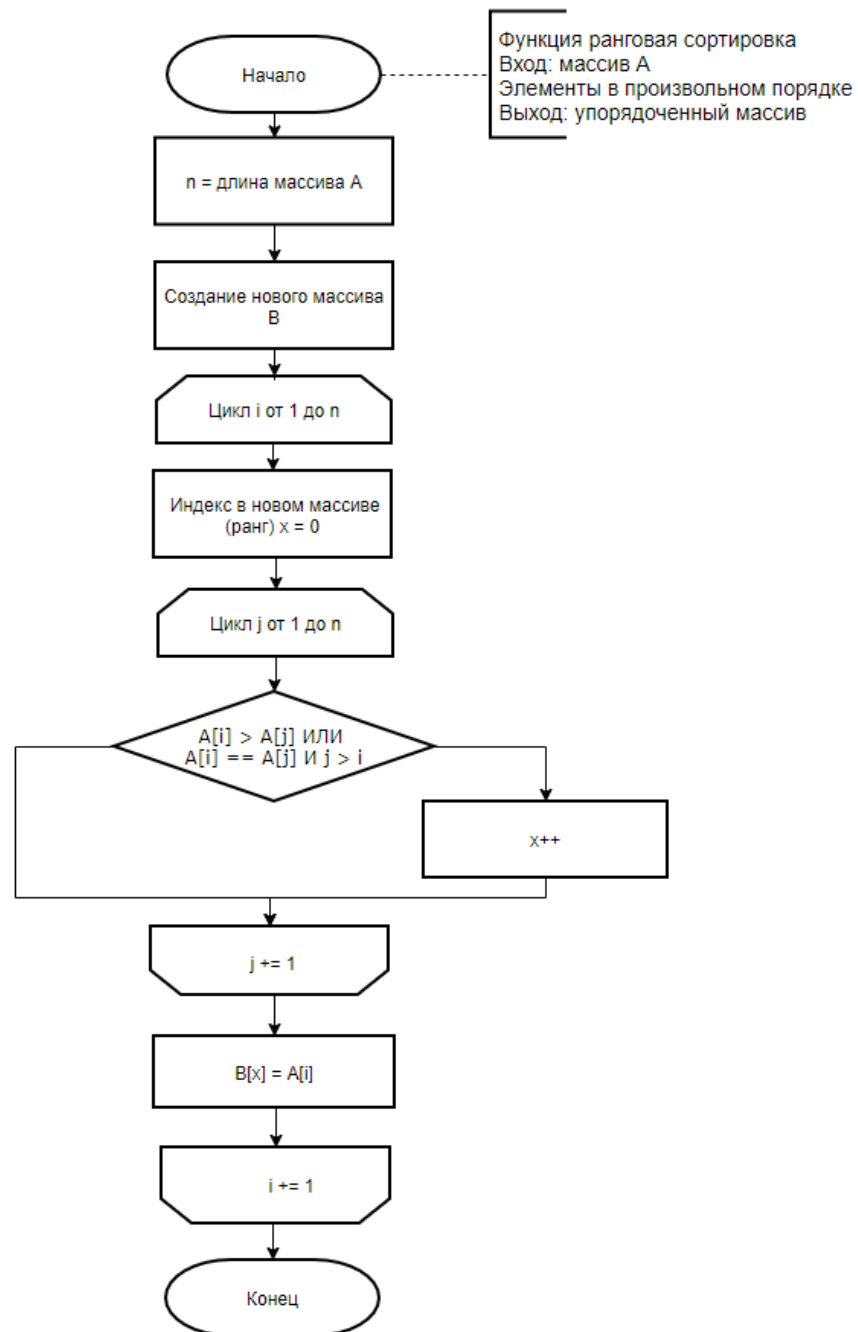 Функция ранговая сортировка
Вход: массив A
Элементы в произвольном порядке
Выход: упорядоченный массив
Начало
n = длина массива A
Создание нового массива
B
Цикл i от 1 до n
Индекс в новом массиве
(ранг) x = 0
Цикл j от 1 до n
A[i] > A[j] ИЛИ
A[i] == A[j] И j > i
x++
j += 1
B[x] = A[i]
i += 1
Конец